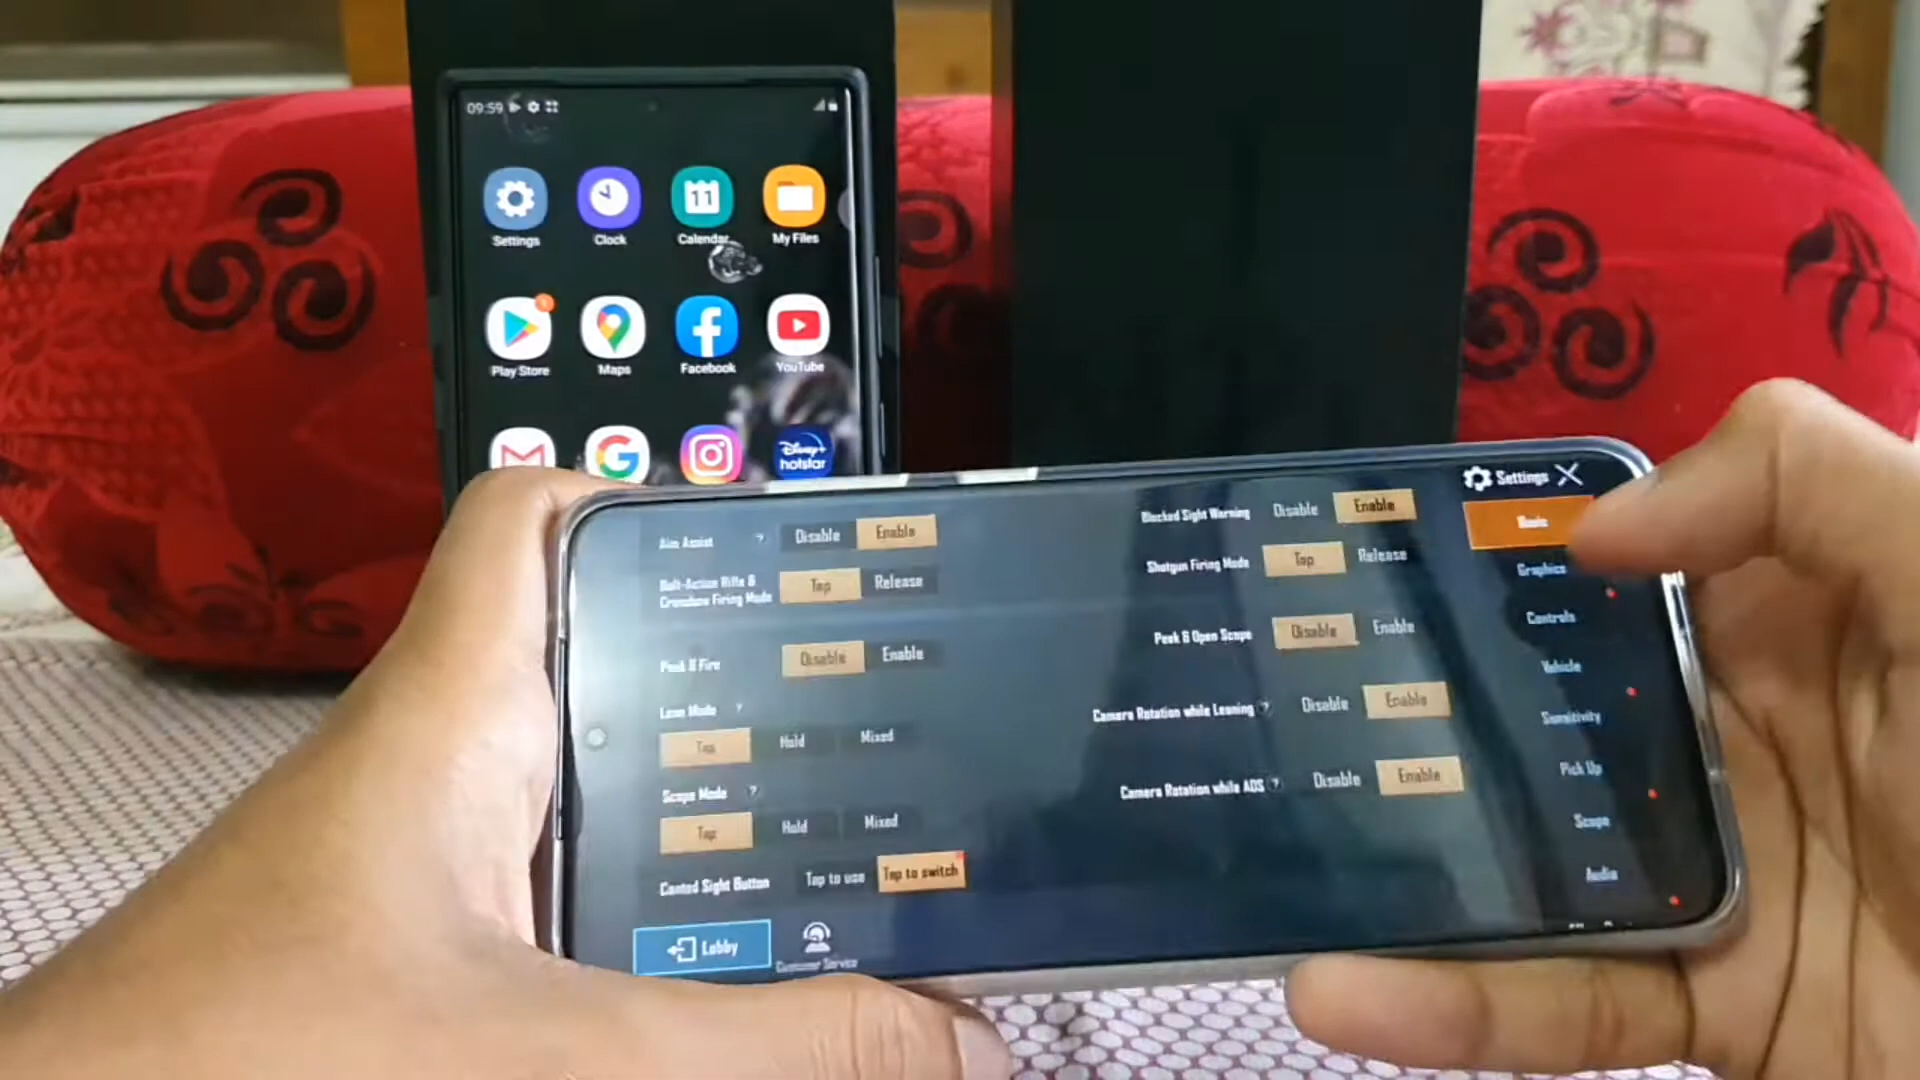 09:59
Settings Clock Calendar My Files
11
Play Store Maps Facebook YouTube
Disney+
hotstar
Settings
Aim Assist ? Disable Enable
Blocked Sight Warning Disable Enable
Basic
Bolt-Action Rifle &
Crossbow Firing Mode Tap Release
Shotgun Firing Mode Tap Release
Graphics
Controls
Peek & Fire Disable Enable
Peek & Open Scope Disable Enable
Vehicle
Lean Mode ?
Tap Hold Mixed
Camera Rotation while Leaning ? Disable Enable
Sensitivity
Scope Mode ?
Tap Hold Mixed
Camera Rotation while ADS ? Disable Enable
Pick Up
Scope
Canted Sight Button Tap to use Tap to switch
Audio
Lobby
Customer Service